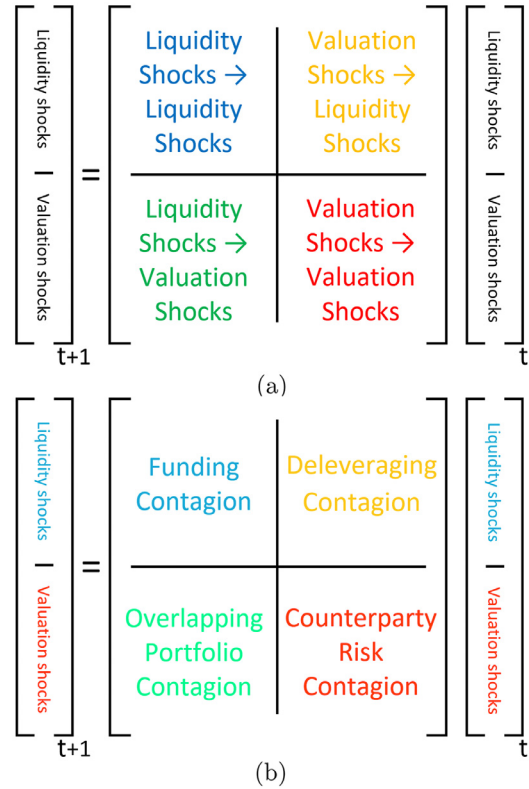 Liquidity shocks | Valuation shocks
t+1
=
Liquidity
Shocks →
Liquidity
Shocks
Valuation
Shocks →
Liquidity
Shocks
Liquidity
Shocks →
Valuation
Shocks
Valuation
Shocks →
Valuation
Shocks
Liquidity shocks | Valuation shocks
t
(a)
Liquidity shocks | Valuation shocks
t+1
=
Funding
Contagion
Deleveraging
Contagion
Overlapping
Portfolio
Contagion
Counterparty
Risk
Contagion
Liquidity shocks | Valuation shocks
t
(b)